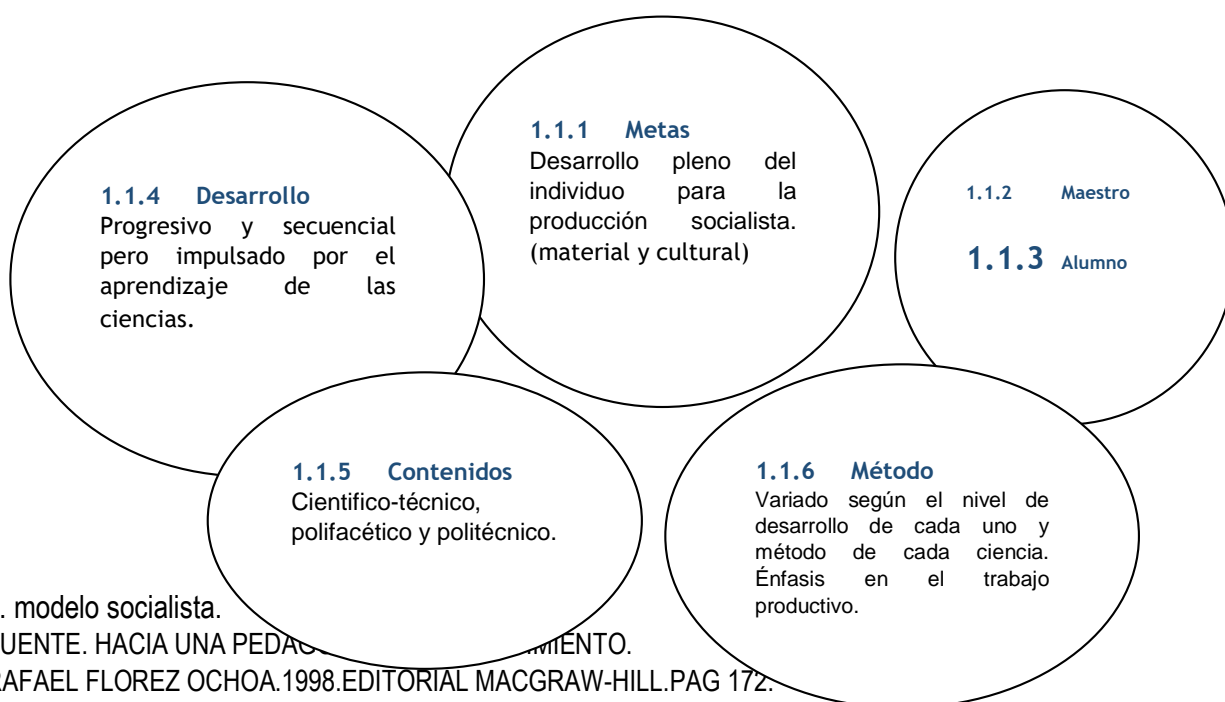 1.1.1 Metas
Desarrollo pleno del
individuo para la
producción socialista.
(material y cultural)
1.1.2 Maestro
1.1.3 Alumno
1.1.4 Desarrollo
Progresivo y secuencial
pero impulsado por el
aprendizaje de las
ciencias.
1.1.5 Contenidos
Cientifico-técnico,
polifacético y politécnico.
1.1.6 Método
Variado según el nivel de
desarrollo de cada uno y
método de cada ciencia.
Énfasis en el trabajo
productivo.
. modelo socialista.
UENTE. HACIA UNA
RAFAEL FLOREZ OCHOA.1998.EDITORIAL MACGRAW-HILL.PAG 172.